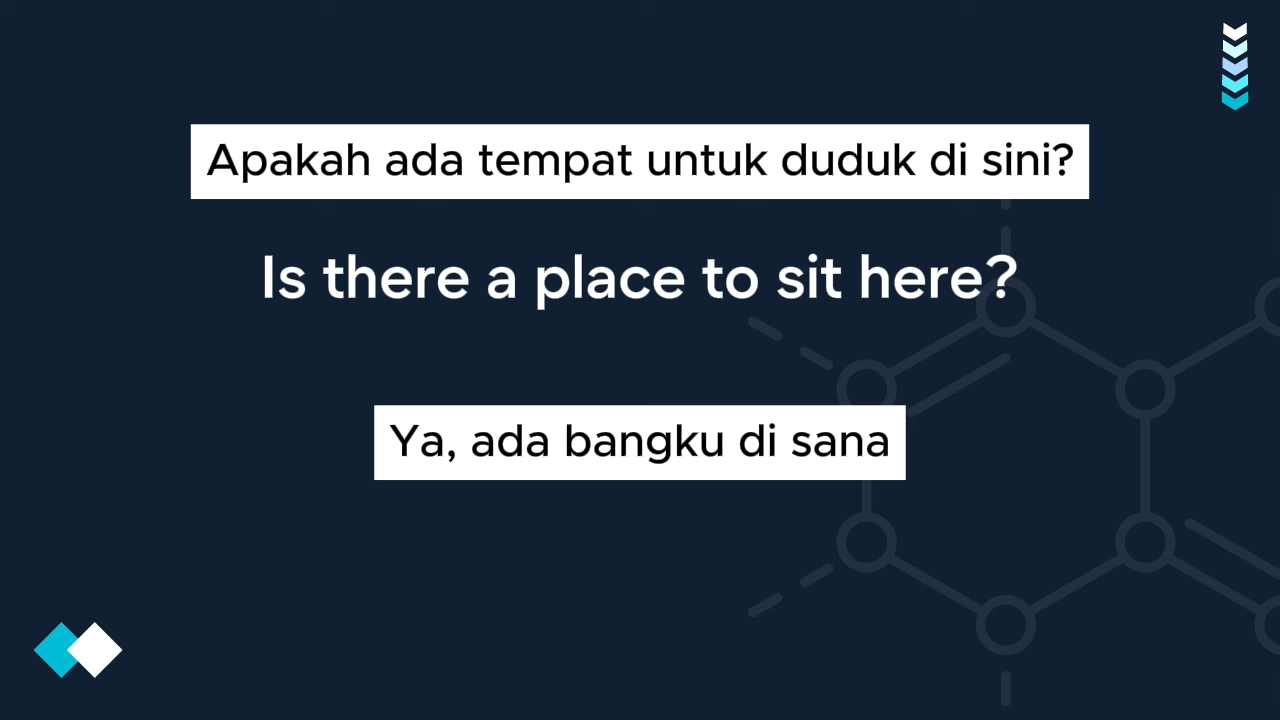 Apakah ada tempat untuk duduk di sini?
Is there a place to sit here?
Ya, ada bangku di sana